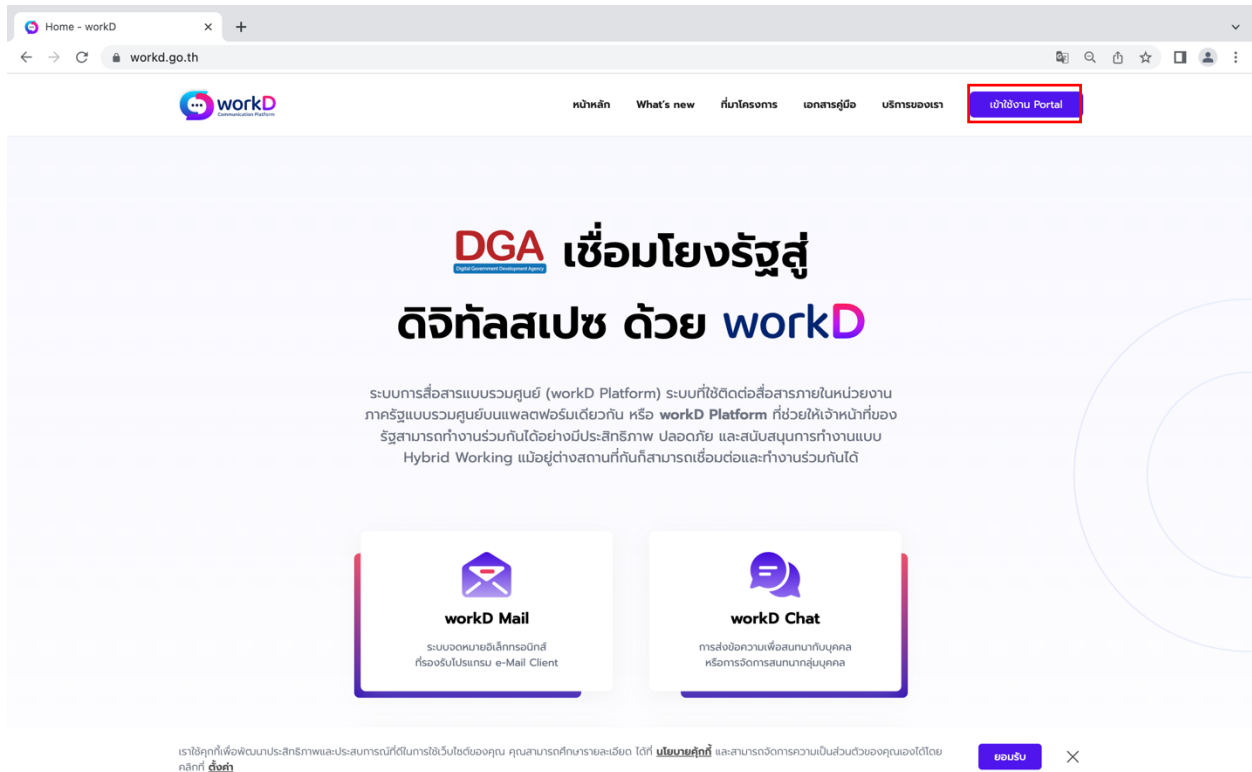 Home - workD
workd.go.th
workD
Communication Platform
หน้าหลัก What's new ที่มาโครงการ เอกสารคู่มือ บริการของเรา เข้าใช้งาน Portal
DGA เชื่อมโยงรัฐสู่
Digital Government Development Agency
ดิจิทัลสเปซ ด้วย workD
ระบบการสื่อสารแบบรวมศูนย์ (workD Platform) ระบบที่ใช้ติดต่อสื่อสารภายในหน่วยงาน
ภาครัฐแบบรวมศูนย์บนแพลตฟอร์มเดียวกัน หรือ workD Platform ที่ช่วยให้เจ้าหน้าที่ของ
รัฐสามารถทำงานร่วมกันได้อย่างมีประสิทธิภาพ ปลอดภัย และสนับสนุนการทำงานแบบ
Hybrid Working แม้อยู่ต่างสถานที่กันก็สามารถเชื่อมต่อและทำงานร่วมกันได้
workD Mail
ระบบจดหมายอิเล็กทรอนิกส์
ที่รองรับโปรแกรม e-Mail Client
workD Chat
การส่งข้อความเพื่อสนทนากับบุคคล
หรือการจัดการสนทนากลุ่มบุคคล
เราใช้คุกกี้เพื่อพัฒนาประสิทธิภาพและประสบการณ์ที่ดีในการใช้เว็บไซต์ของคุณ คุณสามารถศึกษารายละเอียด ได้ที่ นโยบายคุ้กกี้ และสามารถจัดการความเป็นส่วนตัวของคุณเองได้โดย
คลิกที่ ตั้งค่า
ยอมรับ